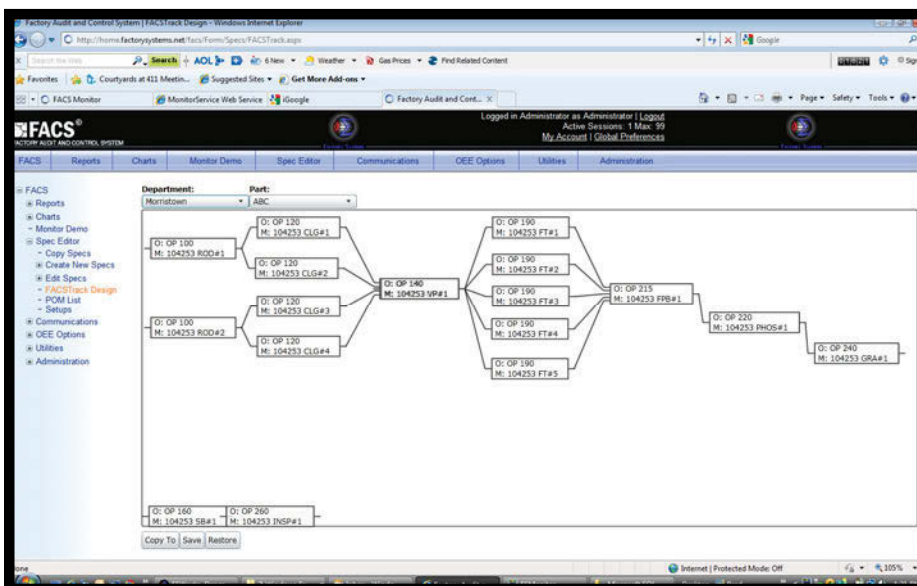 Factory Audit and Control System | FACSTrack Design - Windows Internet Explorer
http://home.factorysystems.net/facs/Form/Specs/FACSTrack.aspx
Google
Search the Web
Search
AOL
6 New
Weather
Gas Prices
Find Related Content
Favorites
Courtyards at 411 Meetin...
Suggested Sites
Get More Add-ons
FACS Monitor
MonitorService Web Service
iGoogle
Factory Audit and Cont...
Page
Safety
Tools
FACS®
FACTORY AUDIT AND CONTROL SYSTEM
Logged in Administrator as Administrator | Logout
Active Sessions: 1 Max: 99
My Account | Global Preferences
FACS
Reports
Charts
Monitor Demo
Spec Editor
Communications
OEE Options
Utilities
Administration
FACS
Reports
Charts
Monitor Demo
Spec Editor
Copy Specs
Create New Specs
Edit Specs
FACSTrack Design
POM List
Setups
Communications
OEE Options
Utilities
Administration
Department:
Part:
Morristown
ABC
O: OP 100
M: 104253 ROD#1
O: OP 100
M: 104253 ROD#2
O: OP 120
M: 104253 CLG#1
O: OP 120
M: 104253 CLG#2
O: OP 120
M: 104253 CLG#3
O: OP 120
M: 104253 CLG#4
O: OP 140
M: 104253 VP#1
O: OP 190
M: 104253 FT#1
O: OP 190
M: 104253 FT#2
O: OP 190
M: 104253 FT#3
O: OP 190
M: 104253 FT#4
O: OP 190
M: 104253 FT#5
O: OP 215
M: 104253 FPB#1
O: OP 220
M: 104253 PHOS#1
O: OP 240
M: 104253 GRA#1
O: OP 160
M: 104253 SB#1
O: OP 260
M: 104253 INSP#1
Copy To
Save
Restore
Internet | Protected Mode: Off
105%